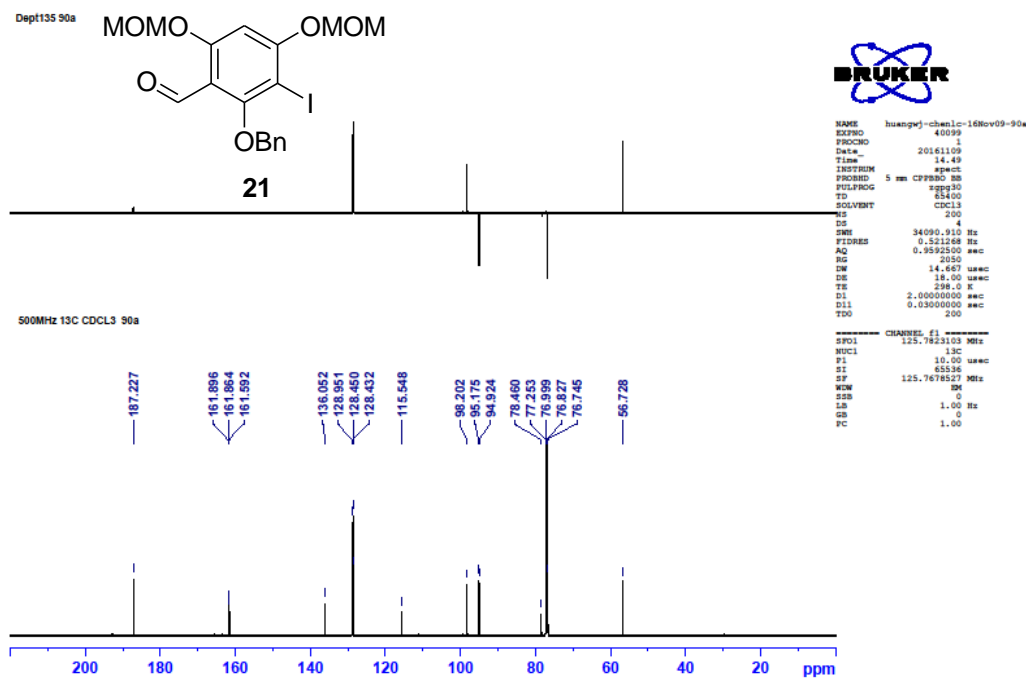 Dept135 90a
MOMO
OMOM
O
I
OBn
21
BRUKER
NAME huangwj-chenlc-16Nov09-90a
EXPNO 40099
PROCNO 1
Date_ 20161109
Time 14.49
INSTRUM spect
PROBHD 5 mm CPPBBO BB
PULPROG zgpg30
TD 65400
SOLVENT CDCl3
NS 200
DS 4
SWH 34090.910 Hz
FIDRES 0.521268 Hz
AQ 0.9592500 sec
RG 2050
DW 14.667 usec
DE 18.00 usec
TE 298.0 K
D1 2.00000000 sec
D11 0.03000000 sec
TD0 200
======== CHANNEL f1 ========
SFO1 125.7823103 MHz
NUC1 13C
P1 10.00 usec
SI 65536
SF 125.7678527 MHz
WDW EM
SSB 0
LB 1.00 Hz
GB 0
PC 1.00
500MHz 13C CDCL3 90a
187.227
161.896
161.864
161.592
136.052
128.951
128.450
128.432
115.548
98.202
95.175
94.924
78.460
77.253
76.999
76.827
76.745
56.728
200 180 160 140 120 100 80 60 40 20 ppm